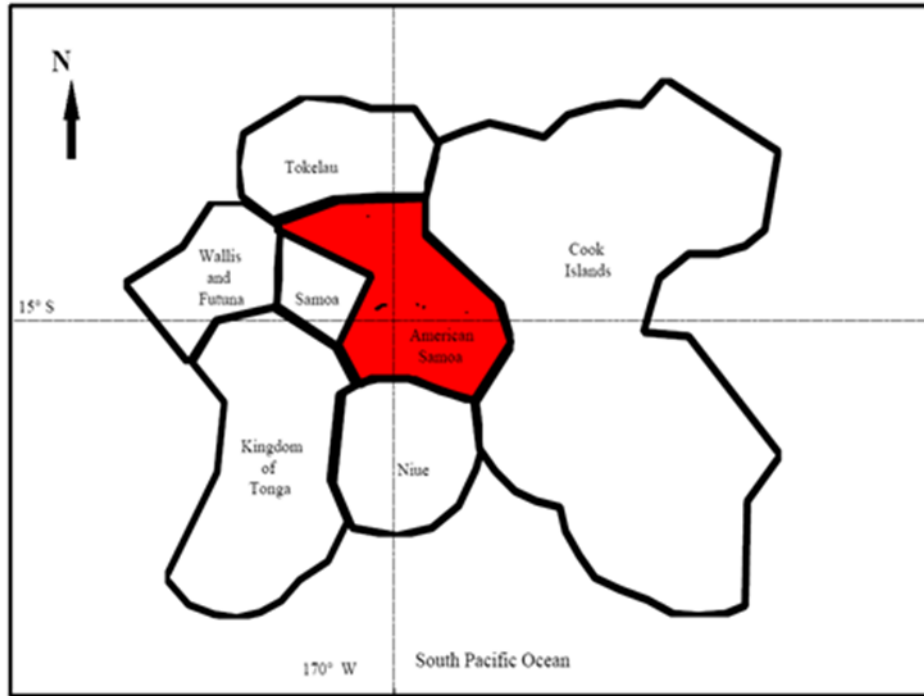 N
Tokelau
Wallis
and
Futuna
Samoa
Cook
Islands
15° S
American
Samoa
Kingdom
of
Tonga
Niue
170° W
South Pacific Ocean